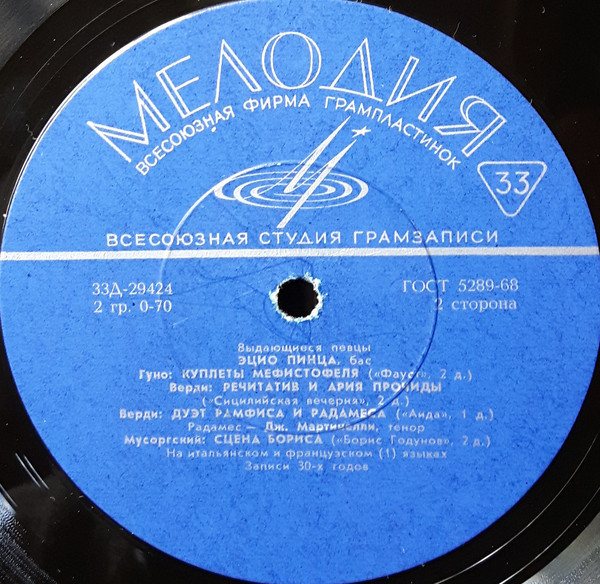 МЕЛОДИЯ
ВСЕСОЮЗНАЯ ФИРМА ГРАМПЛАСТИНОК
33
ВСЕСОЮЗНАЯ СТУДИЯ ГРАМЗАПИСИ
33Д-29424
ГОСТ 5289-68
2 гр. 0-70
2 сторона
Выдающиеся певцы
ЭЦИО ПИНЦА, бас
Гуно: КУПЛЕТЫ МЕФИСТОФЕЛЯ («Фауст», 2 д.)
Верди: РЕЧИТАТИВ И АРИЯ ПРОЧИДЫ
(«Сицилийская вечерня», 2 д.)
Верди: ДУЭТ РАМФИСА И РАДАМЕСА («Аида», 1 д.)
Радамес — Дж. Мартинелли, тенор
Мусоргский: СЦЕНА БОРИСА («Борис Годунов», 2 д.)
На итальянском и французском (1) языках
Записи 30-х годов